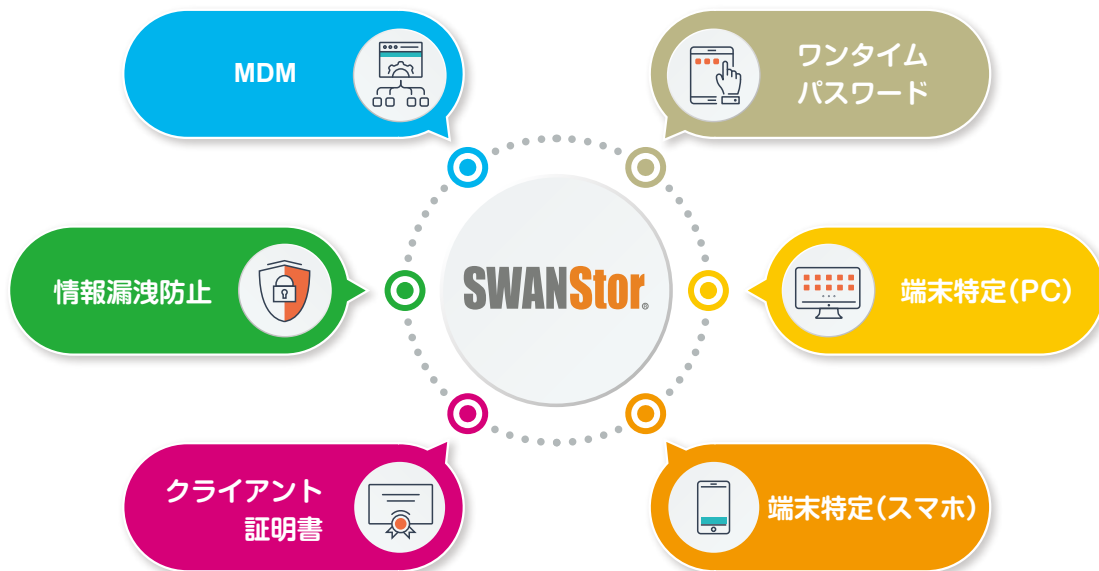 MDM
ワンタイム
パスワード
情報漏洩防止
SWANStor®
端末特定(PC)
クライアント
証明書
端末特定(スマホ)